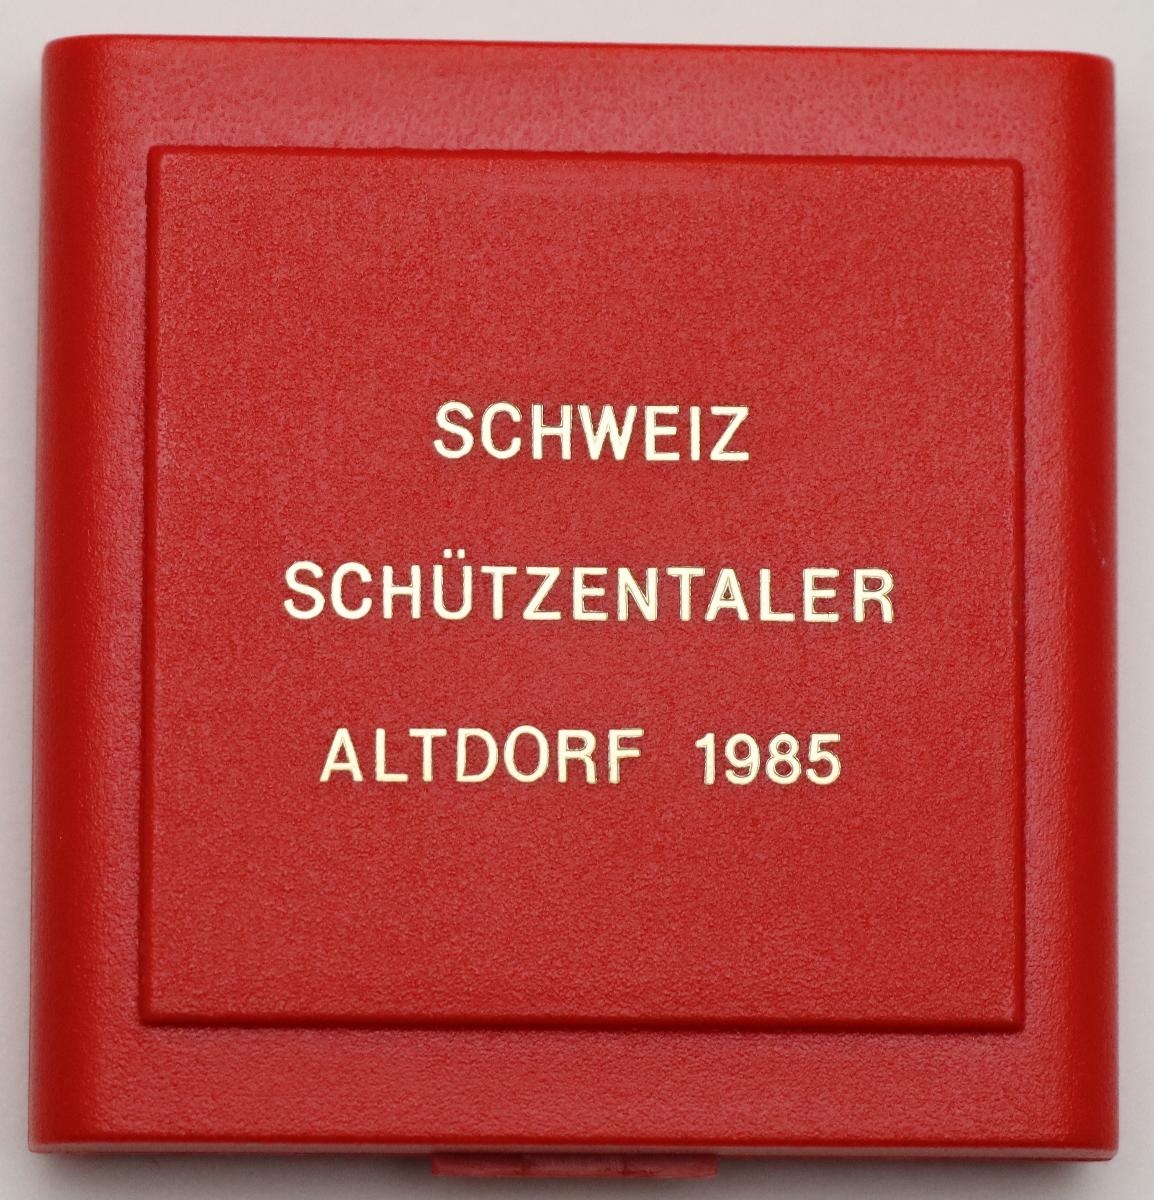 SCHWEIZ
SCHÜTZENTALER
ALTDORF 1985